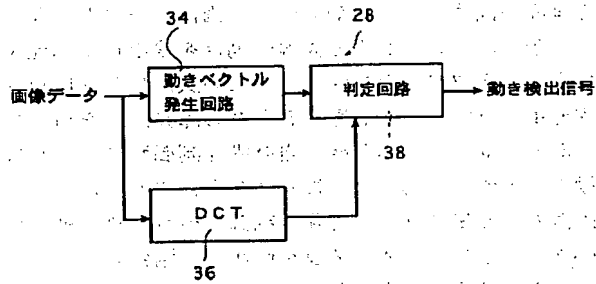 34
28
画像データ
動きベクトル
発生回路
判定回路
動き検出信号
38
DCT
36